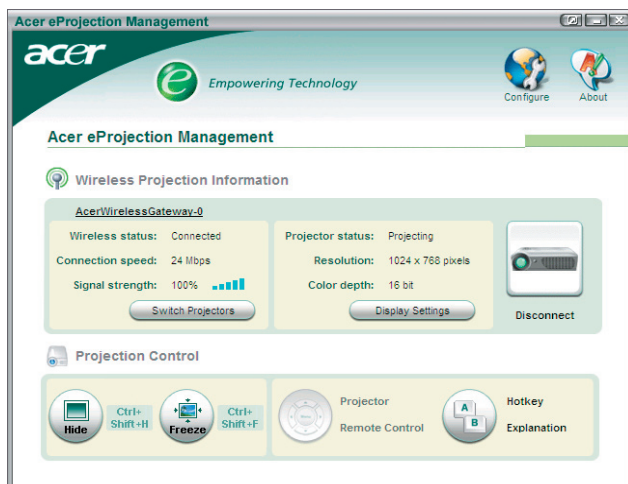 Acer eProjection Management
acer
e Empowering Technology
Configure About
Acer eProjection Management
Wireless Projection Information
AcerWirelessGateway-0
Wireless status: Connected
Connection speed: 24 Mbps
Signal strength: 100%
Switch Projectors
Projector status: Projecting
Resolution: 1024 x 768 pixels
Color depth: 16 bit
Display Settings
Disconnect
Projection Control
Hide
Ctrl+
Shift+H
Freeze
Ctrl+
Shift+F
Menu
Projector
Remote Control
A
B
Hotkey
Explanation